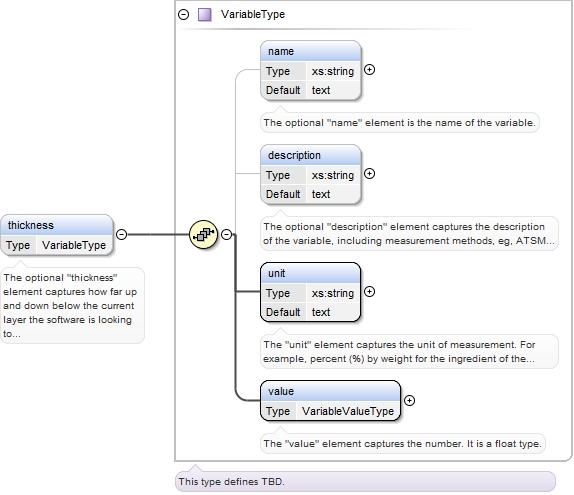 VariableType
name
Type xs:string
Default text
The optional "name" element is the name of the variable.
description
Type xs:string
Default text
The optional "description" element captures the description
of the variable, including measurement methods, eg, ATSM...
thickness
Type VariableType
The optional "thickness"
element captures how far up
and down below the current
layer the software is looking
to...
unit
Type xs:string
Default text
The "unit" element captures the unit of measurement. For
example, percent (%) by weight for the ingredient of the...
value
Type VariableValueType
The "value" element captures the number. It is a float type.
This type defines TBD.